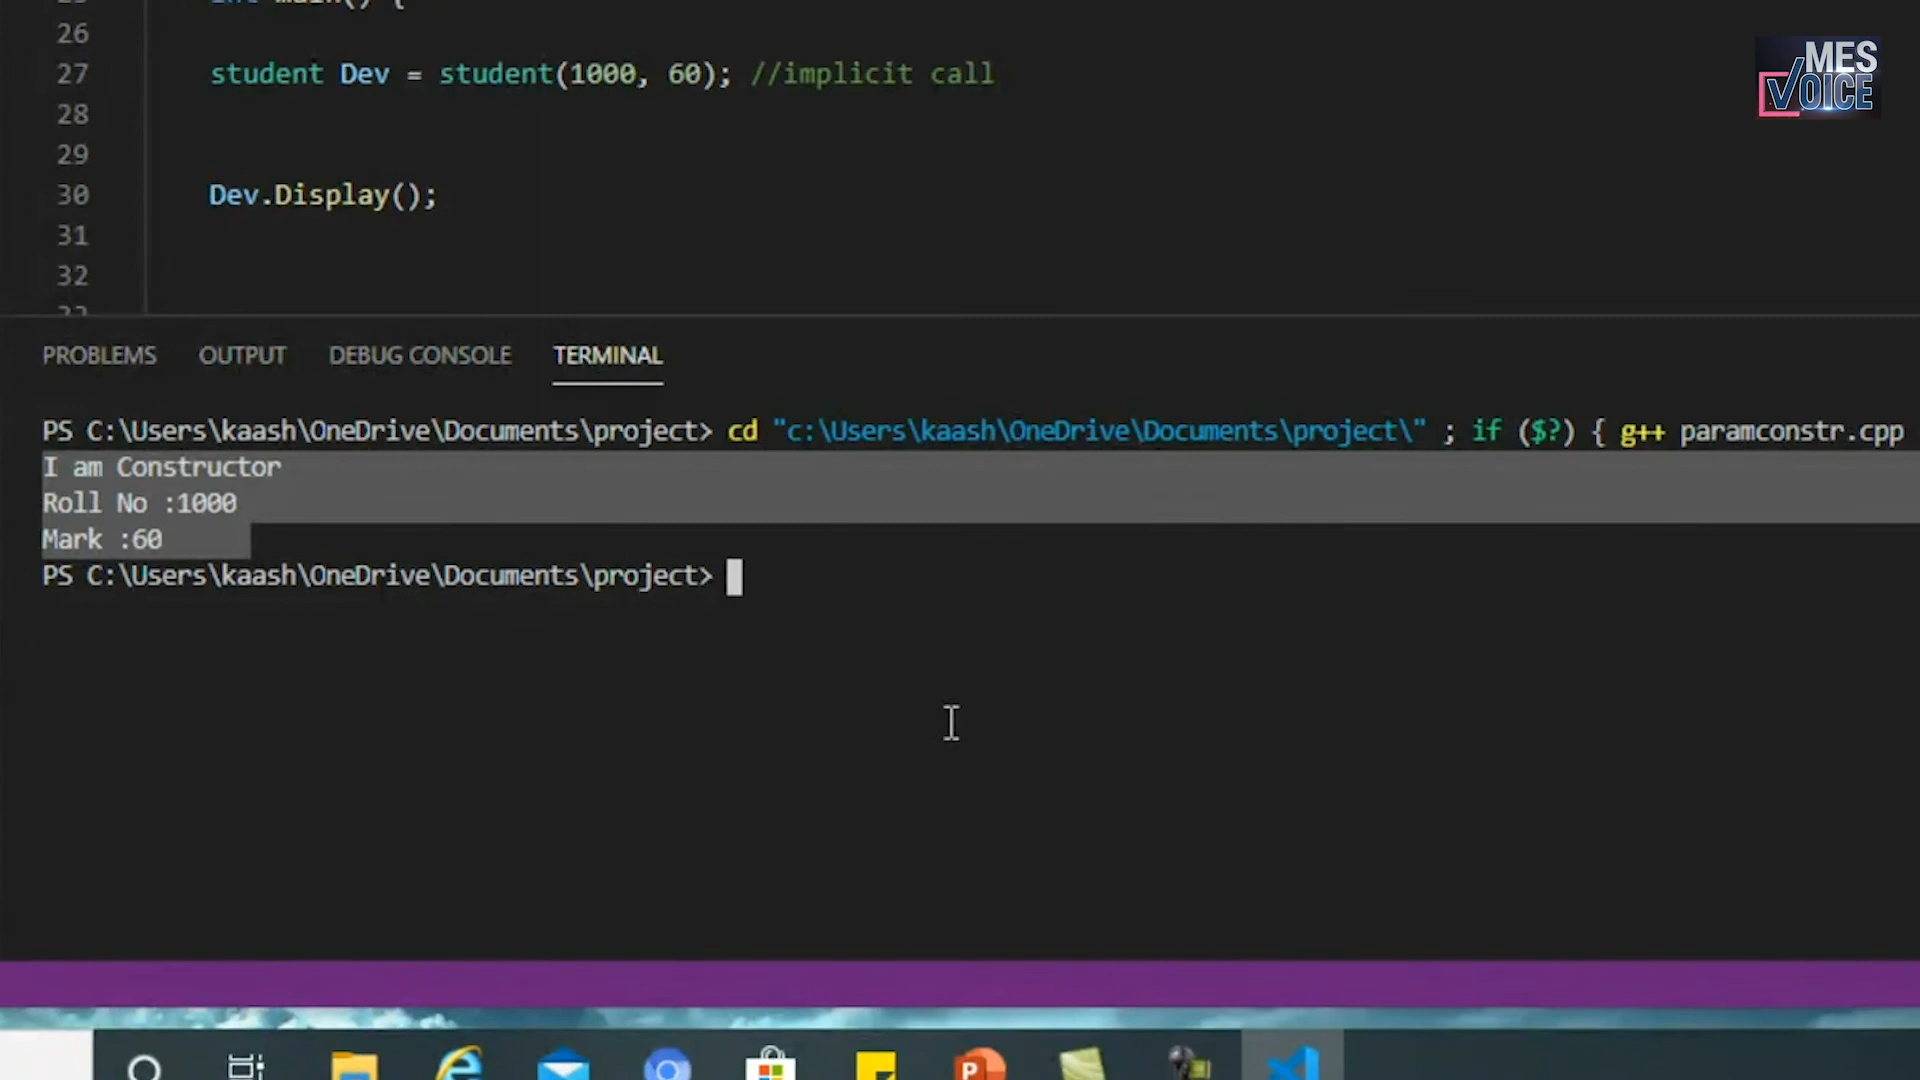 int main() {
26
27 student Dev = student(1000, 60); //implicit call
28
29
30 Dev.Display();
31
32
MES
VOICE
PROBLEMS OUTPUT DEBUG CONSOLE TERMINAL
PS C:\Users\kaash\OneDrive\Documents\project> cd "c:\Users\kaash\OneDrive\Documents\project\" ; if ($?) { g++ paramconstr.cpp
I am Constructor
Roll No :1000
Mark :60
PS C:\Users\kaash\OneDrive\Documents\project>